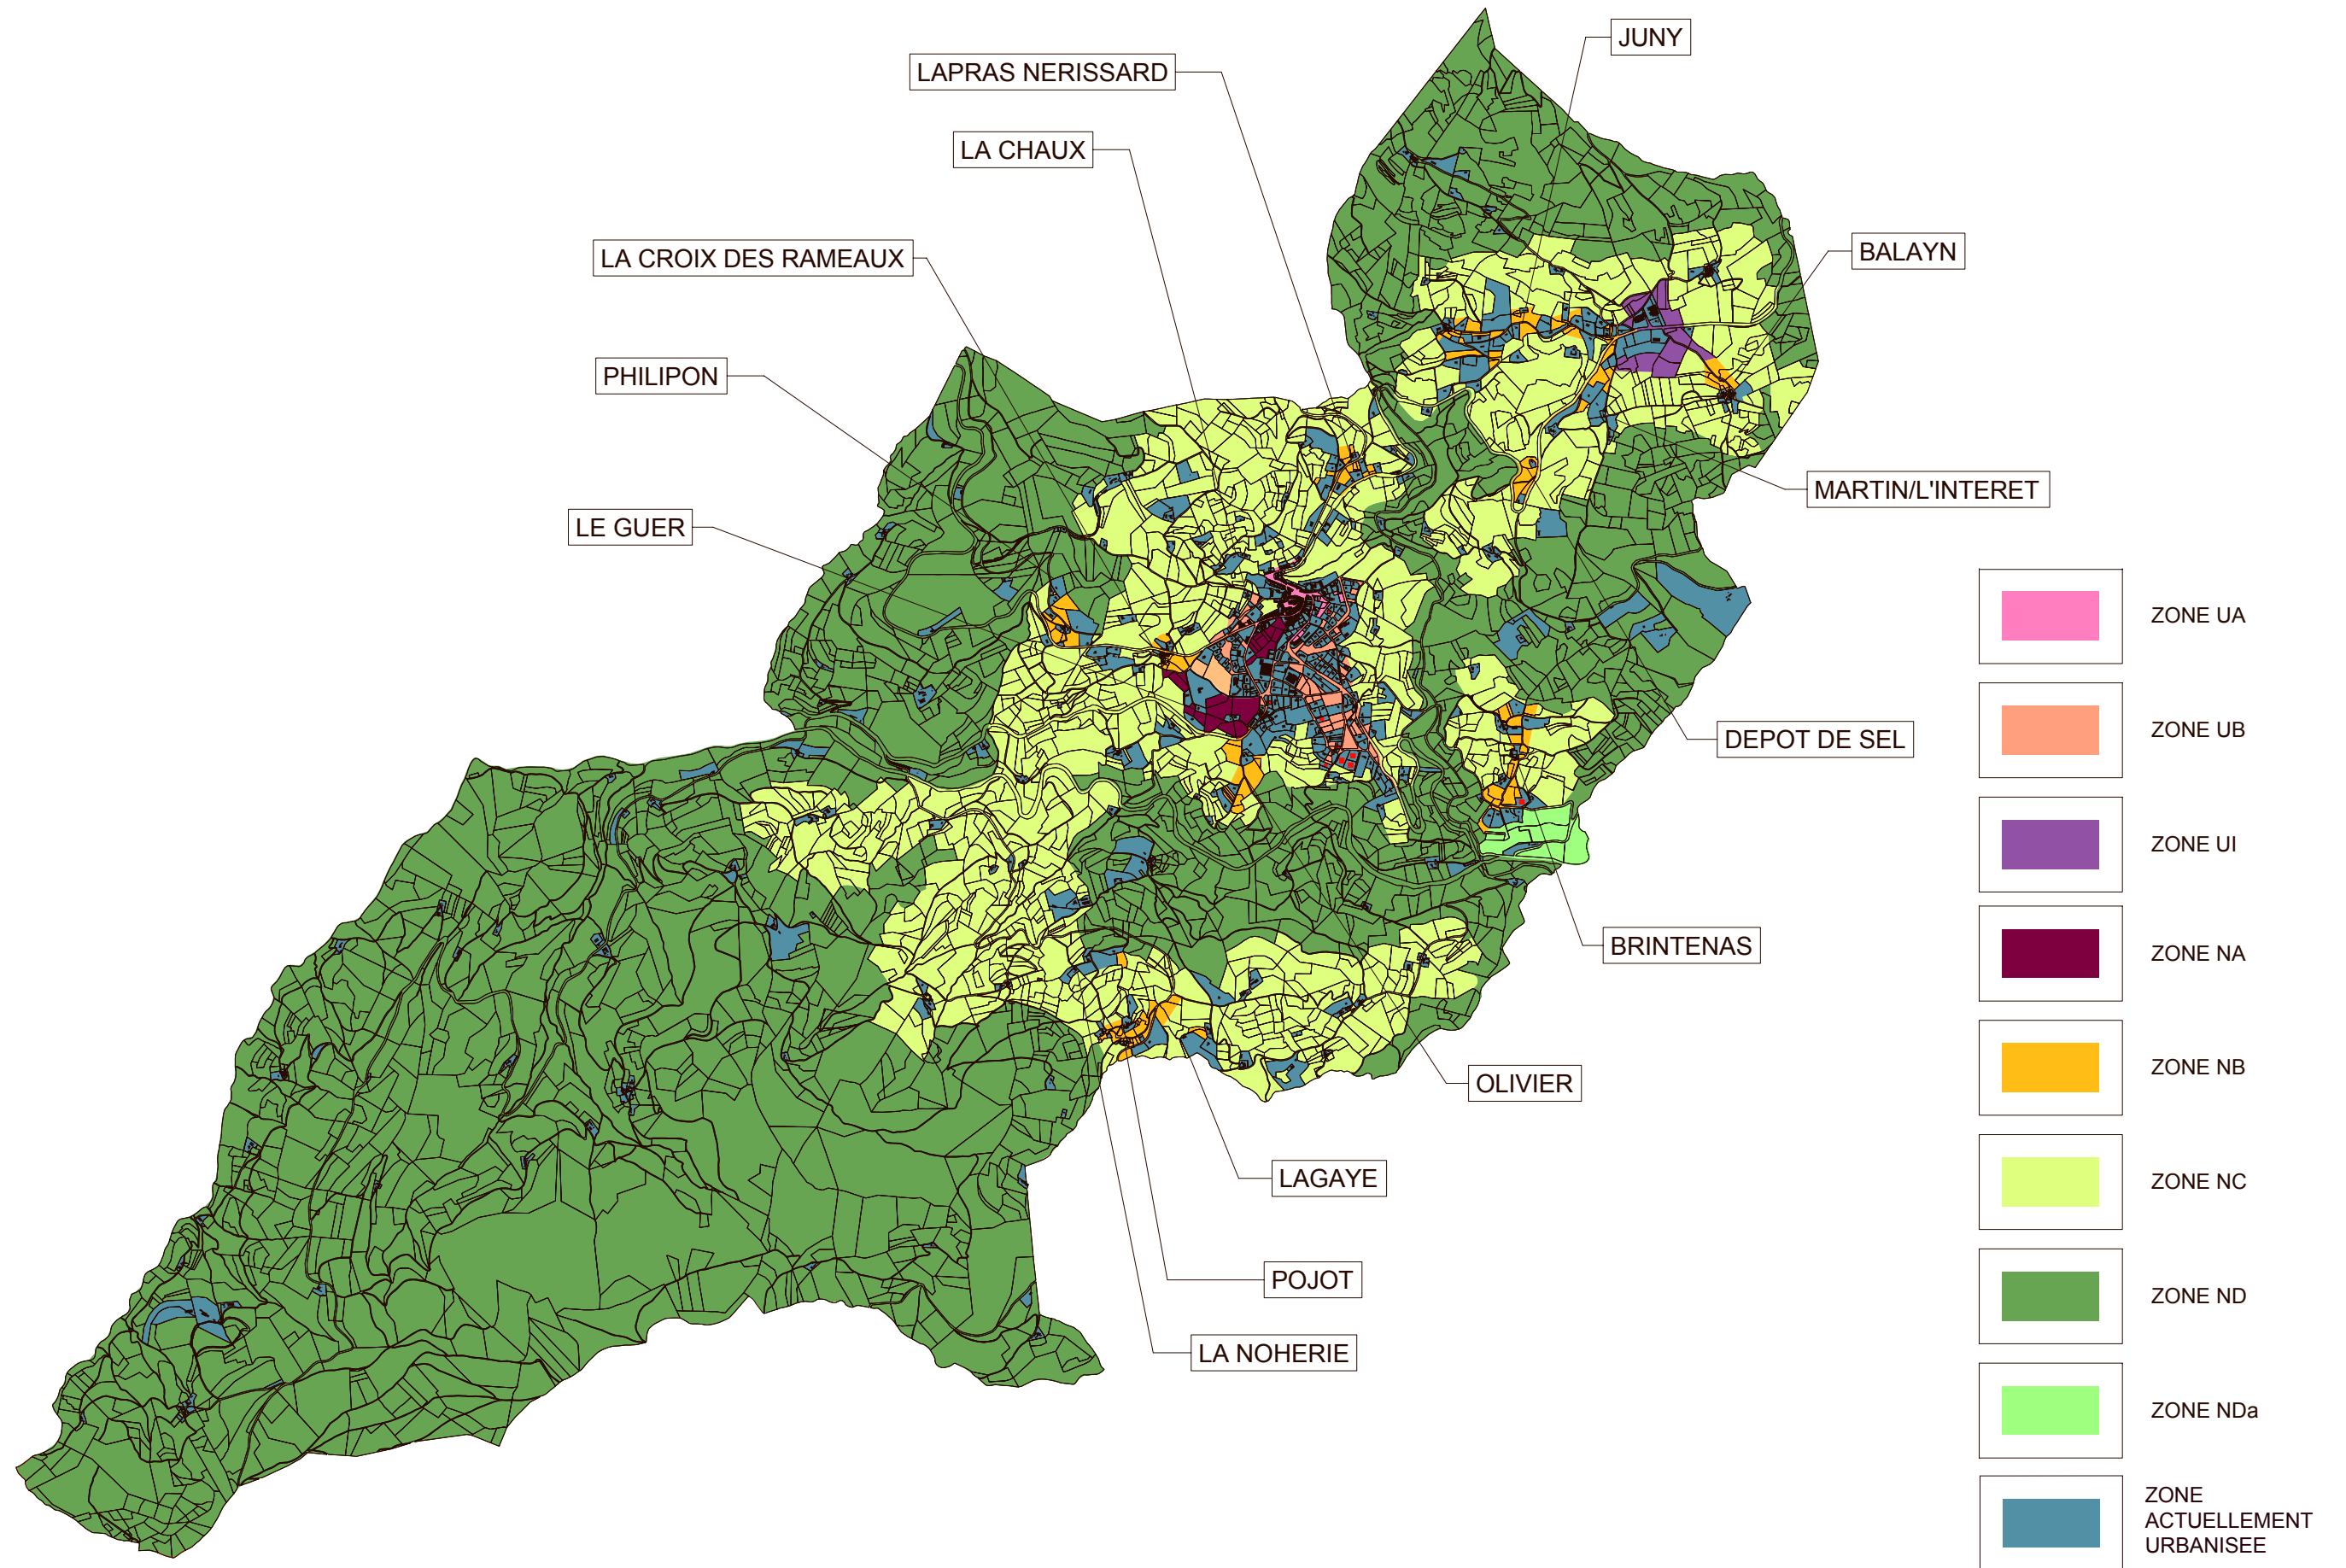 JUNY
LAPRAS NERISSARD
LA CHAUX
LA CROIX DES RAMEAUX
BALAYN
PHILIPON
MARTIN/L'INTERET
LE GUER
DEPOT DE SEL
BRINTENAS
OLIVIER
LAGAYE
POJOT
LA NOHERIE
ZONE UA
ZONE UB
ZONE UI
ZONE NA
ZONE NB
ZONE NC
ZONE ND
ZONE NDa
ZONE
ACTUELLEMENT
URBANISEE